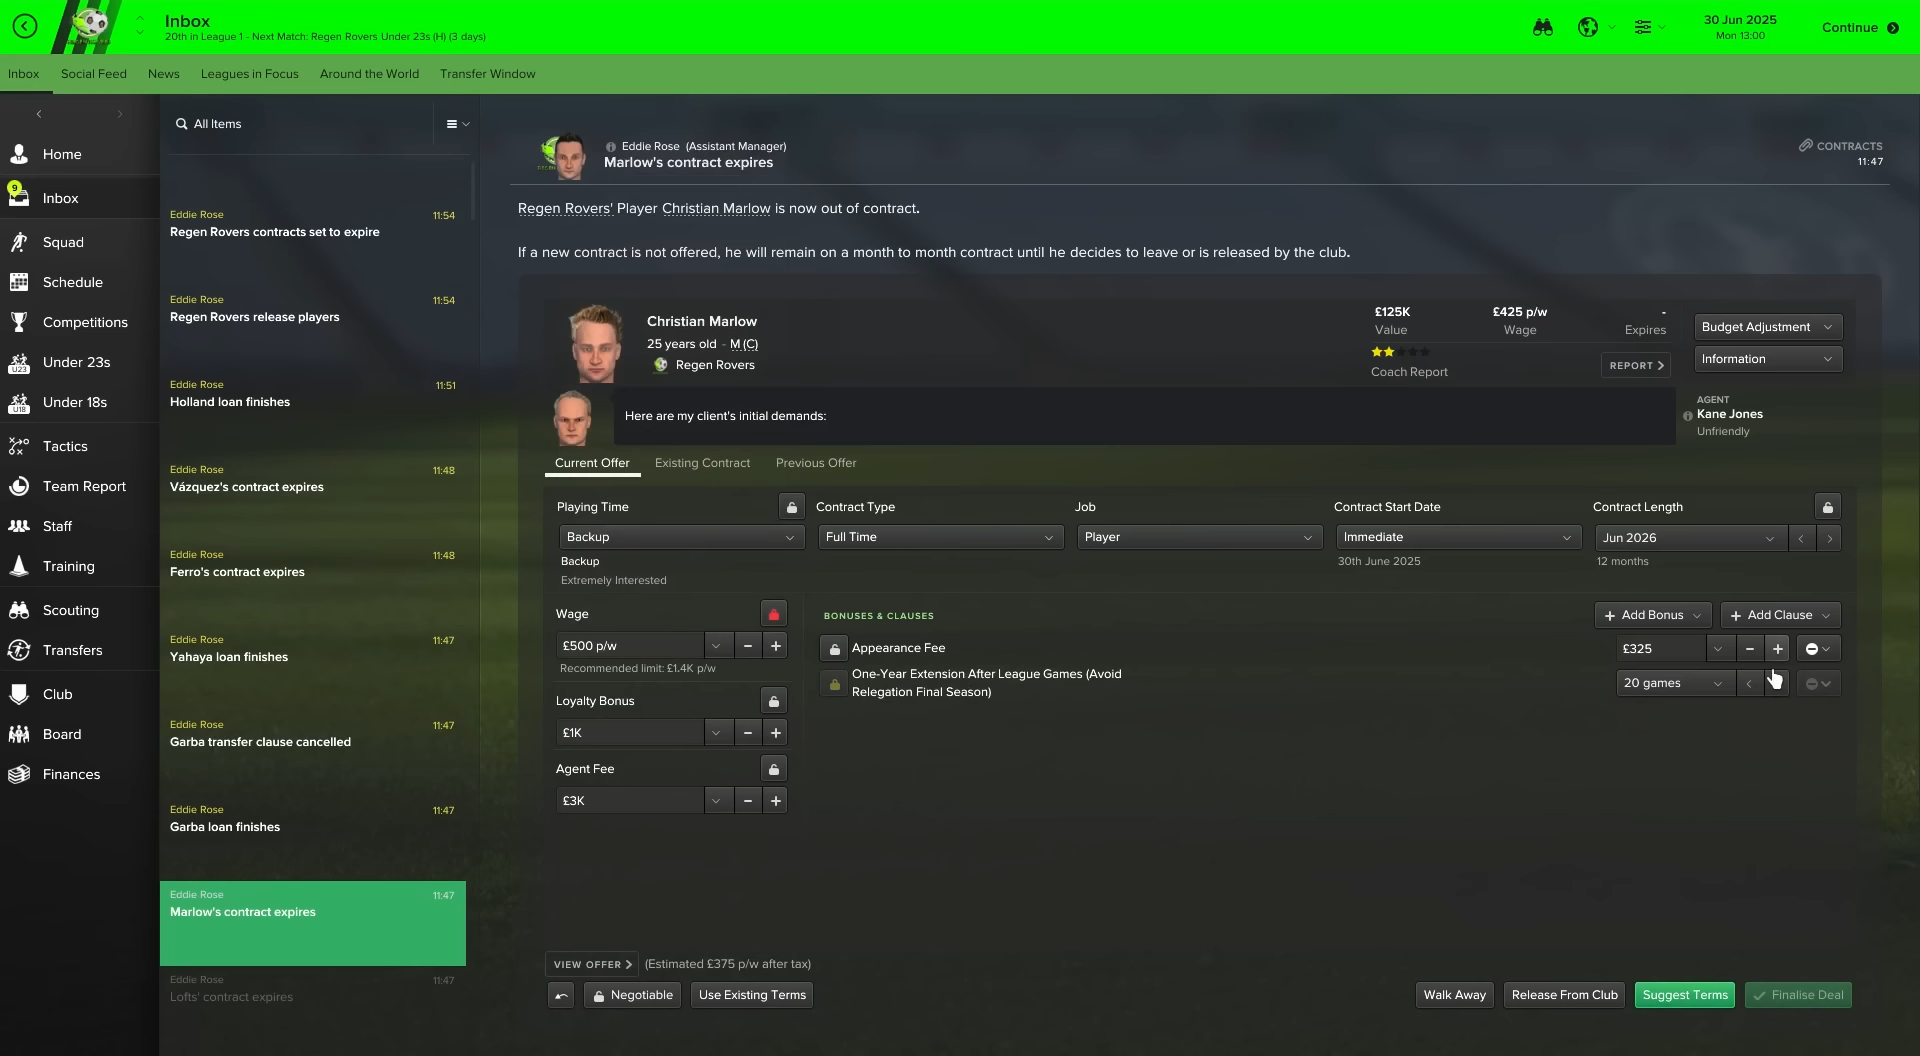 Inbox
20th in League 1 - Next Match: Regen Rovers Under 23s (H) (3 days)
30 Jun 2025
Mon 13:00
Continue
Inbox
Social Feed
News
Leagues in Focus
Around the World
Transfer Window
Home
9
Inbox
Squad
Schedule
Competitions
U23
Under 23s
U18
Under 18s
Tactics
Team Report
Staff
Training
Scouting
Transfers
Club
Board
Finances
All Items
Eddie Rose 11:54
Regen Rovers contracts set to expire
Eddie Rose 11:54
Regen Rovers release players
Eddie Rose 11:51
Holland loan finishes
Eddie Rose 11:48
Vázquez's contract expires
Eddie Rose 11:48
Ferro's contract expires
Eddie Rose 11:47
Yahaya loan finishes
Eddie Rose 11:47
Garba transfer clause cancelled
Eddie Rose 11:47
Garba loan finishes
Eddie Rose 11:47
Marlow's contract expires
Eddie Rose 11:47
Lofts' contract expires
Eddie Rose (Assistant Manager)
Marlow's contract expires
CONTRACTS
11:47
Regen Rovers' Player Christian Marlow is now out of contract.
If a new contract is not offered, he will remain on a month to month contract until he decides to leave or is released by the club.
Christian Marlow
25 years old - M (C)
Regen Rovers
£125K
Value
£425 p/w
Wage
-
Expires
Coach Report
REPORT
Budget Adjustment
Information
Here are my client's initial demands:
AGENT
Kane Jones
Unfriendly
Current Offer
Existing Contract
Previous Offer
Playing Time
Backup
Backup
Extremely Interested
Contract Type
Full Time
Job
Player
Contract Start Date
Immediate
30th June 2025
Contract Length
Jun 2026
12 months
Wage
£500 p/w
Recommended limit: £1.4K p/w
Loyalty Bonus
£1K
Agent Fee
£3K
BONUSES & CLAUSES
Add Bonus
Add Clause
Appearance Fee
£325
One-Year Extension After League Games (Avoid
Relegation Final Season)
20 games
VIEW OFFER
(Estimated £375 p/w after tax)
Negotiable
Use Existing Terms
Walk Away
Release From Club
Suggest Terms
Finalise Deal